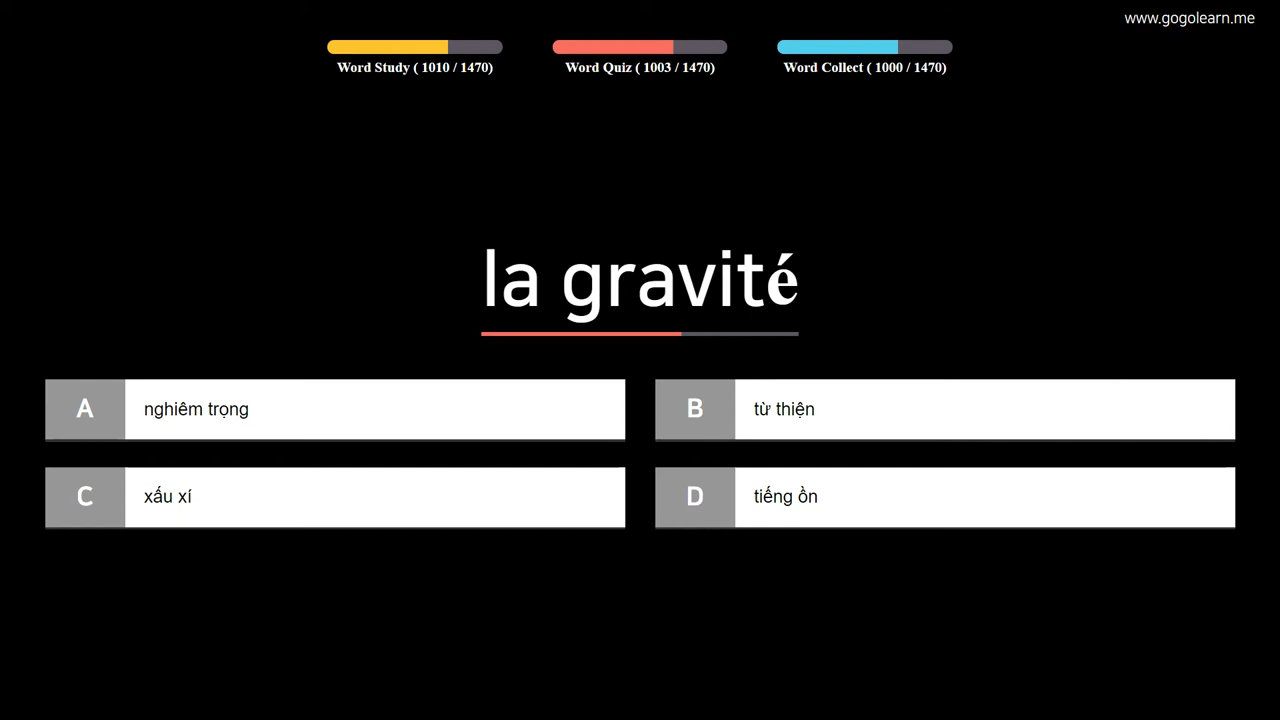 www.gogolearn.me
Word Study ( 1010 / 1470)
Word Quiz ( 1003 / 1470)
Word Collect ( 1000 / 1470)
la gravité
A nghiêm trọng
B từ thiện
C xấu xí
D tiếng ồn